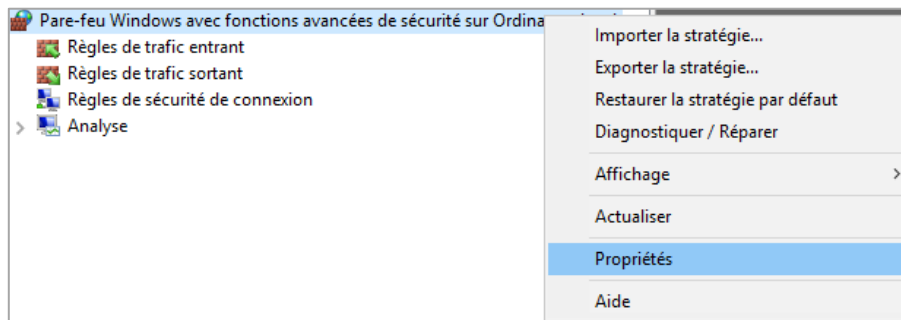 Pare-feu Windows avec fonctions avancées de sécurité sur
Règles de trafic entrant
Règles de trafic sortant
Règles de sécurité de connexion
Analyse
Importer la stratégie...
Exporter la stratégie...
Restaurer la stratégie par défaut
Diagnostiquer / Réparer
Affichage
Actualiser
Propriétés
Aide